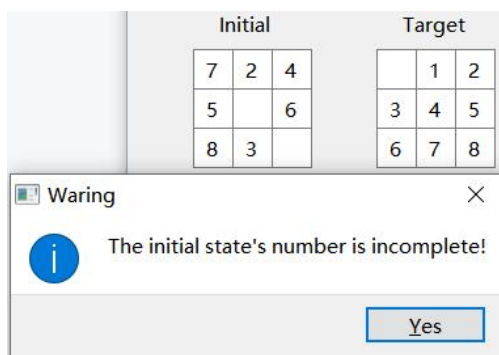 Initial Target
7 2 4 1 2
5 6 3 4 5
8 3 6 7 8
Waring
The initial state's number is incomplete!
Yes